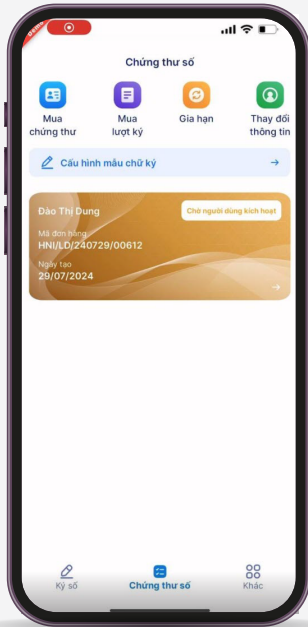 Demo
Chứng thư số
Mua
chứng thư
Mua
lượt ký
Gia hạn
Thay đổi
thông tin
Cấu hình mẫu chữ ký
Đào Thị Dung
Chờ người dùng kích hoạt
Mã đơn hàng
HNI/LD/240729/00612
Ngày tạo
29/07/2024
Ký số
Chứng thư số
Khác